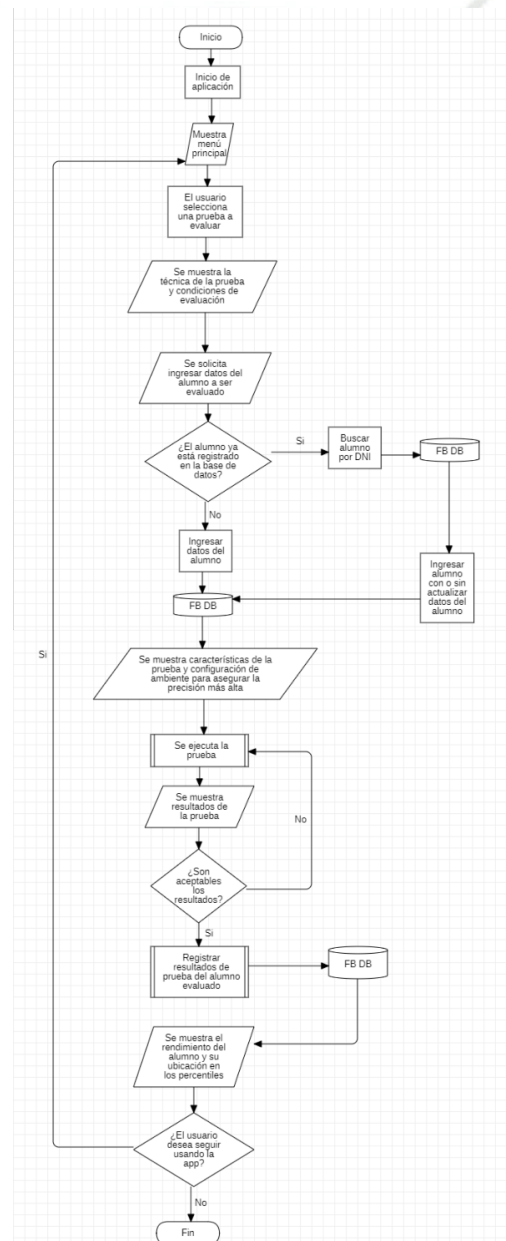 Inicio
Inicio de
aplicación
Muestra
menú
principal
El usuario
selecciona
una prueba a
evaluar
Se muestra la
técnica de la prueba
y condiciones de
evaluación
Se solicita
ingresar datos del
alumno a ser
evaluado
¿El alumno ya
está registrado
en la base de
datos?
Si
Buscar
alumno
por DNI
FB DB
No
Ingresar
datos del
alumno
Ingresar
alumno
con o sin
actualizar
datos del
alumno
FB DB
Si
Se muestra características de la
prueba y configuración de
ambiente para asegurar la
precisión más alta
Se ejecuta la
prueba
Se muestra
resultados de
la prueba
No
¿Son
aceptables
los
resultados?
Si
Registrar
resultados de
prueba del alumno
evaluado
FB DB
Se muestra el
rendimiento del
alumno y su
ubicación en
los percentiles
¿El usuario
desea seguir
usando la
app?
No
Fin